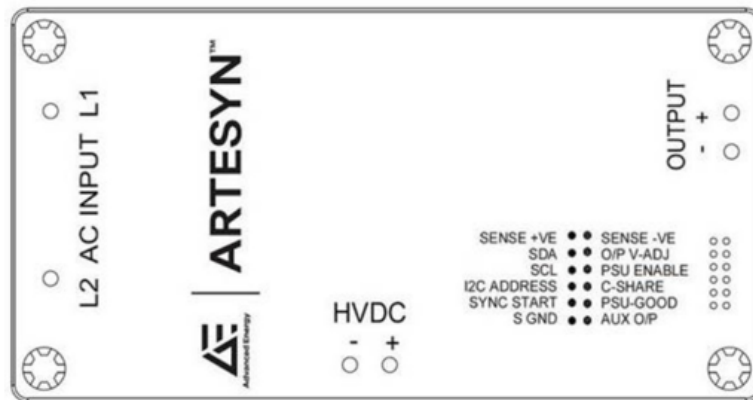 L2 AC INPUT L1
ARTESYN™
Advanced Energy
OUTPUT
- +
SENSE +VE SENSE -VE
SDA O/P V-ADJ
SCL PSU ENABLE
I2C ADDRESS C-SHARE
SYNC START PSU-GOOD
S GND AUX O/P
HVDC
- +